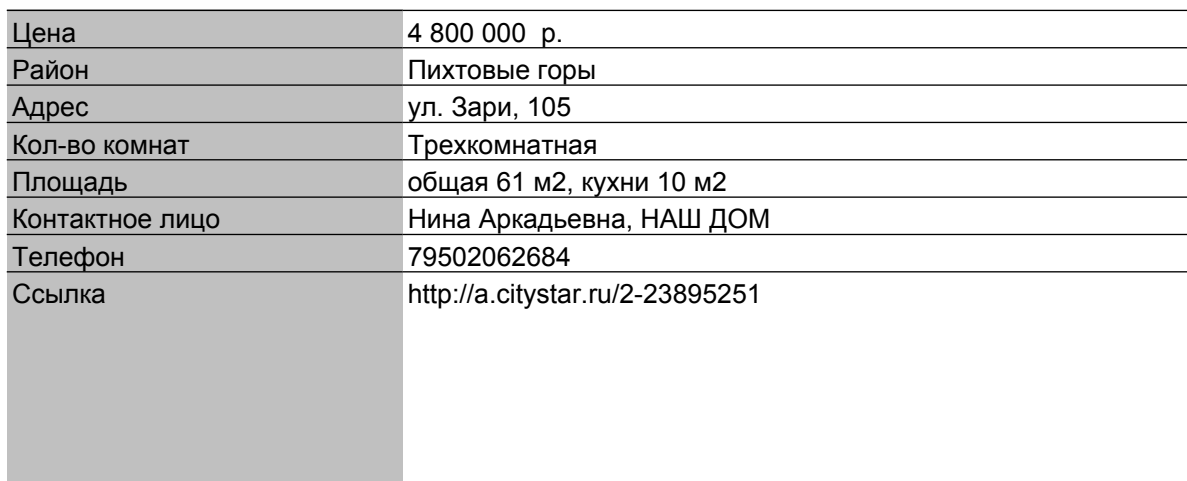 Цена 4 800 000 р.
Район Пихтовые горы
Адрес ул. Зари, 105
Кол-во комнат Трехкомнатная
Площадь общая 61 м2, кухни 10 м2
Контактное лицо Нина Аркадьевна, НАШ ДОМ
Телефон 79502062684
Ссылка http://a.citystar.ru/2-23895251